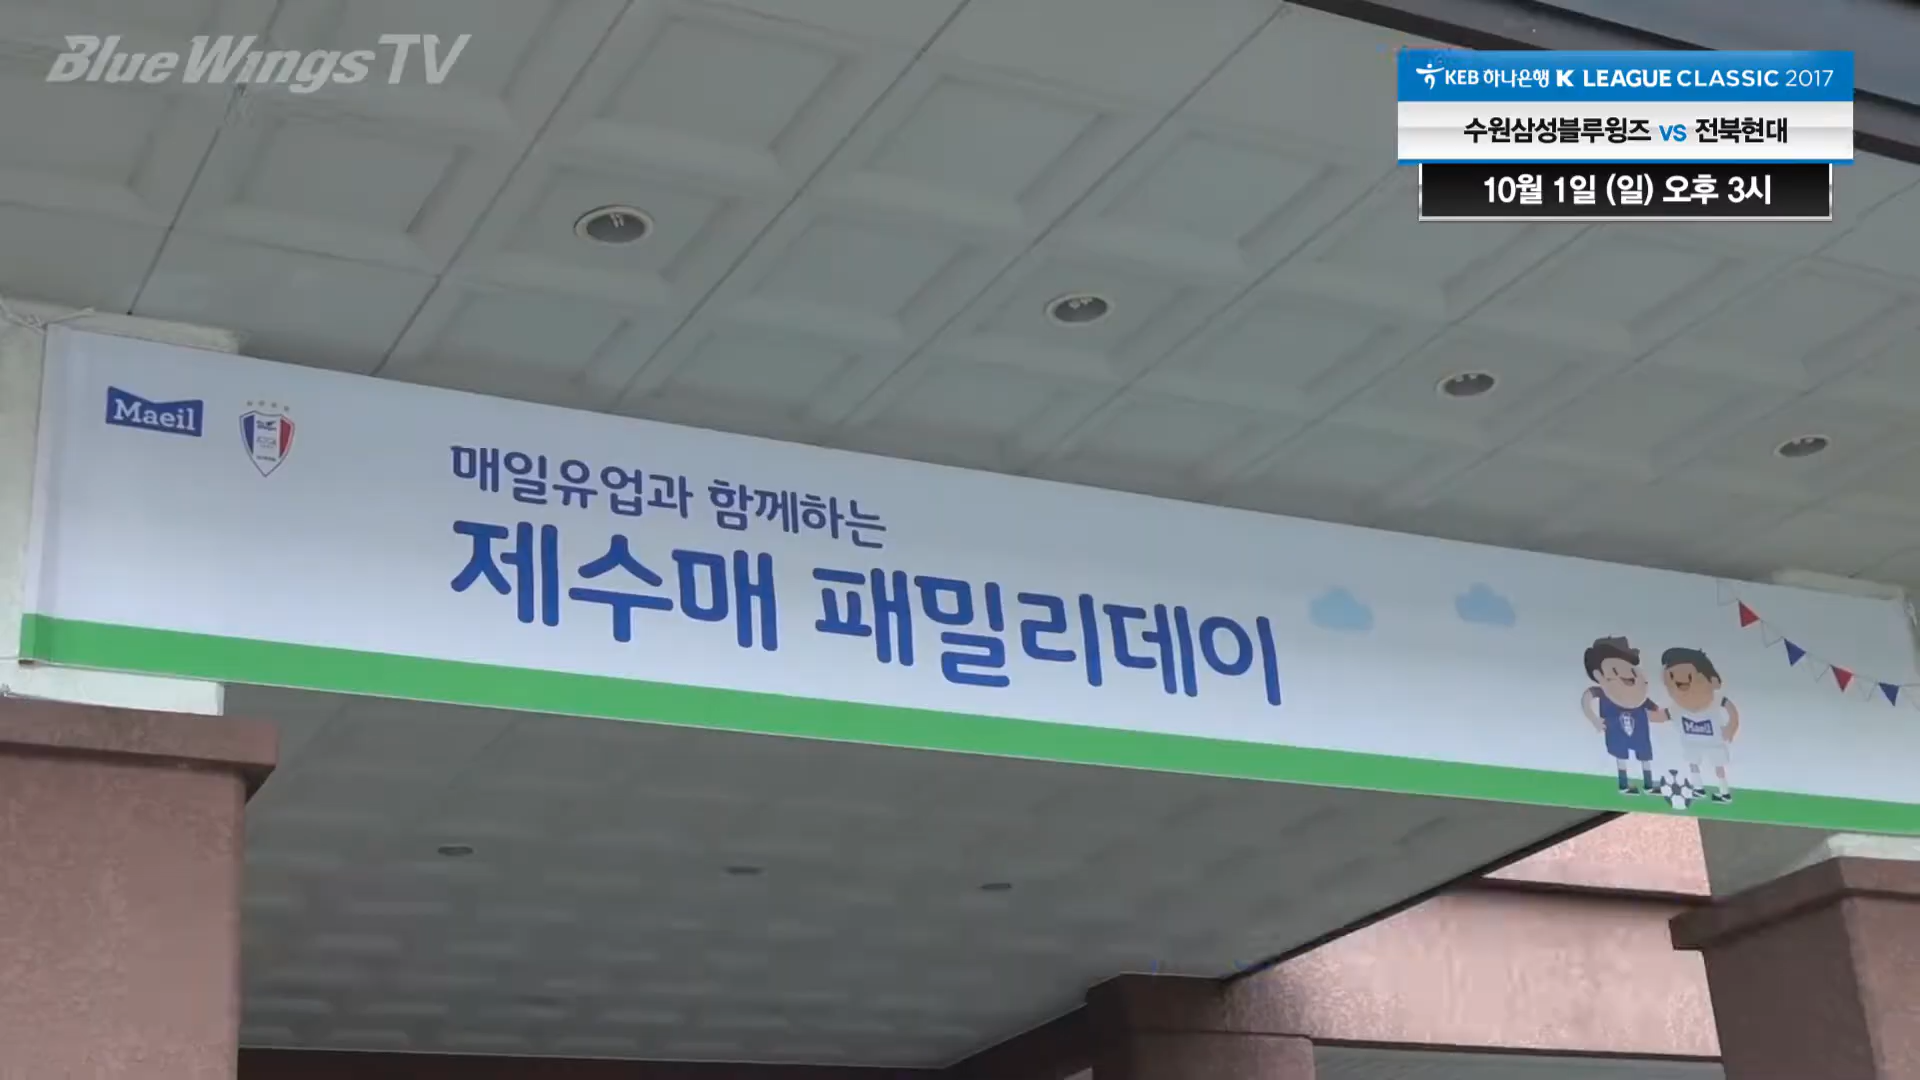 BlueWingsTV
KEB 하나은행 K LEAGUE CLASSIC 2017
수원삼성블루윙즈 vs 전북현대
10월 1일 (일) 오후 3시
Maeil
매일유업과 함께하는
제수매 패밀리데이
Maeil